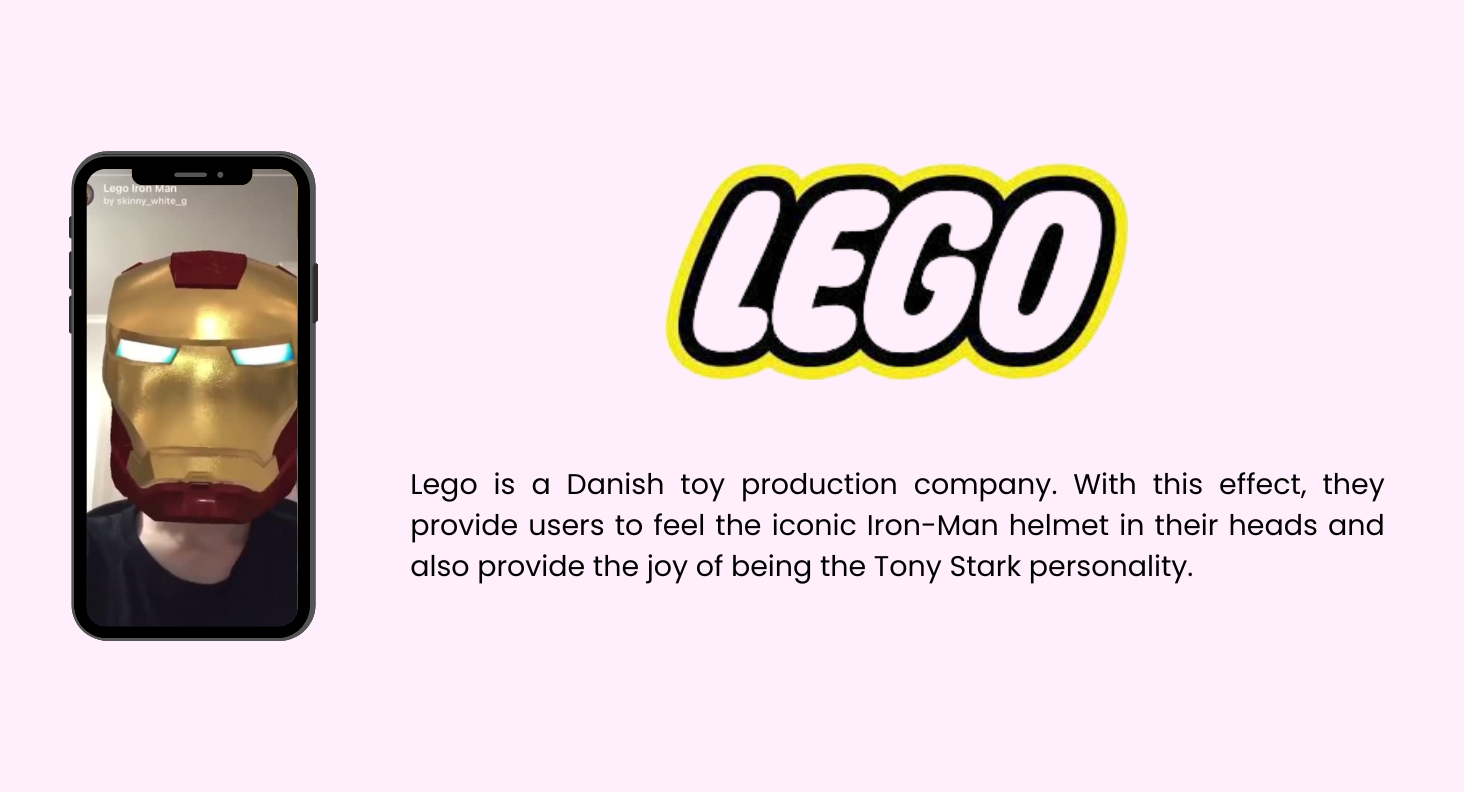 Lego Iron Man
by skinny_white_g
LEGO
Lego is a Danish toy production company. With this effect, they
provide users to feel the iconic Iron-Man helmet in their heads and
also provide the joy of being the Tony Stark personality.